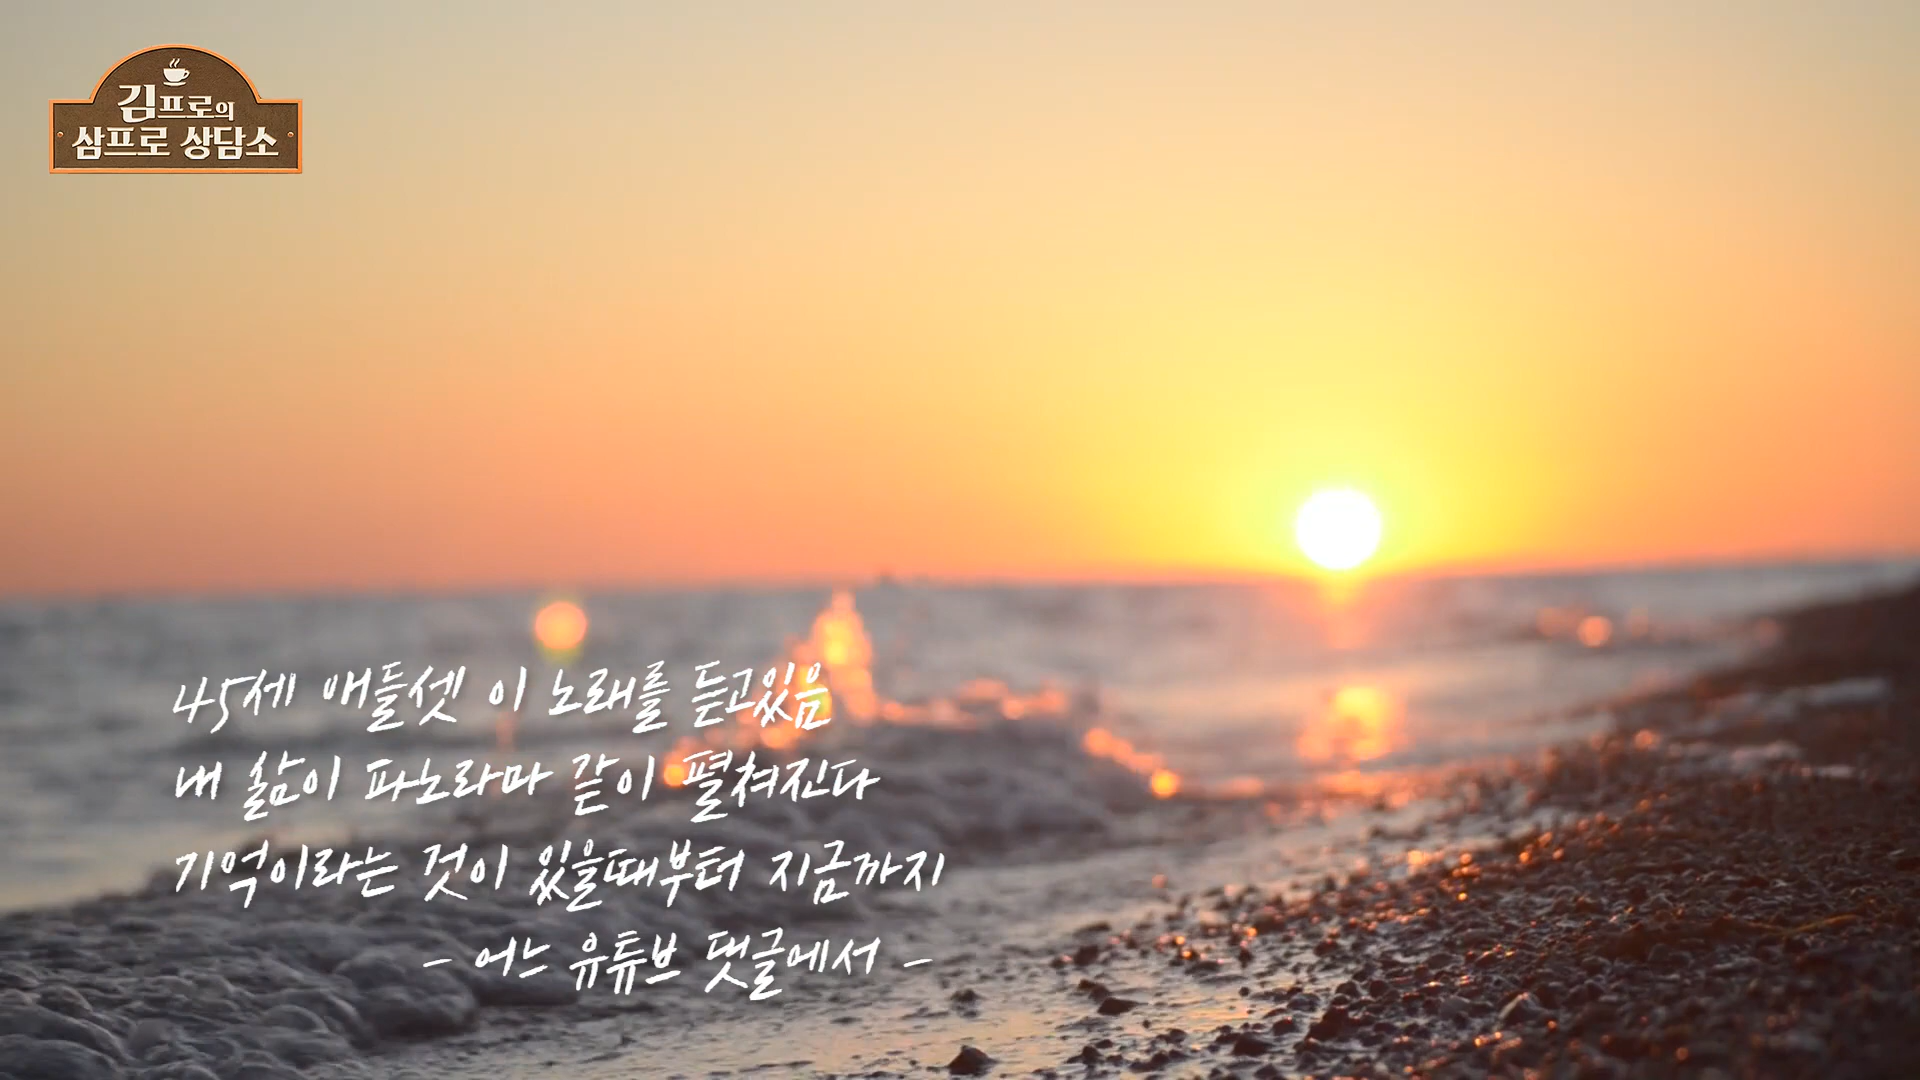 김프로의
삼프로 상담소
45세 애들셋 이 노래를 듣고있음
내 삶이 파노라마 같이 펼쳐진다
기억이라는 것이 있을때부터 지금까지
- 어느 유튜브 댓글에서 -